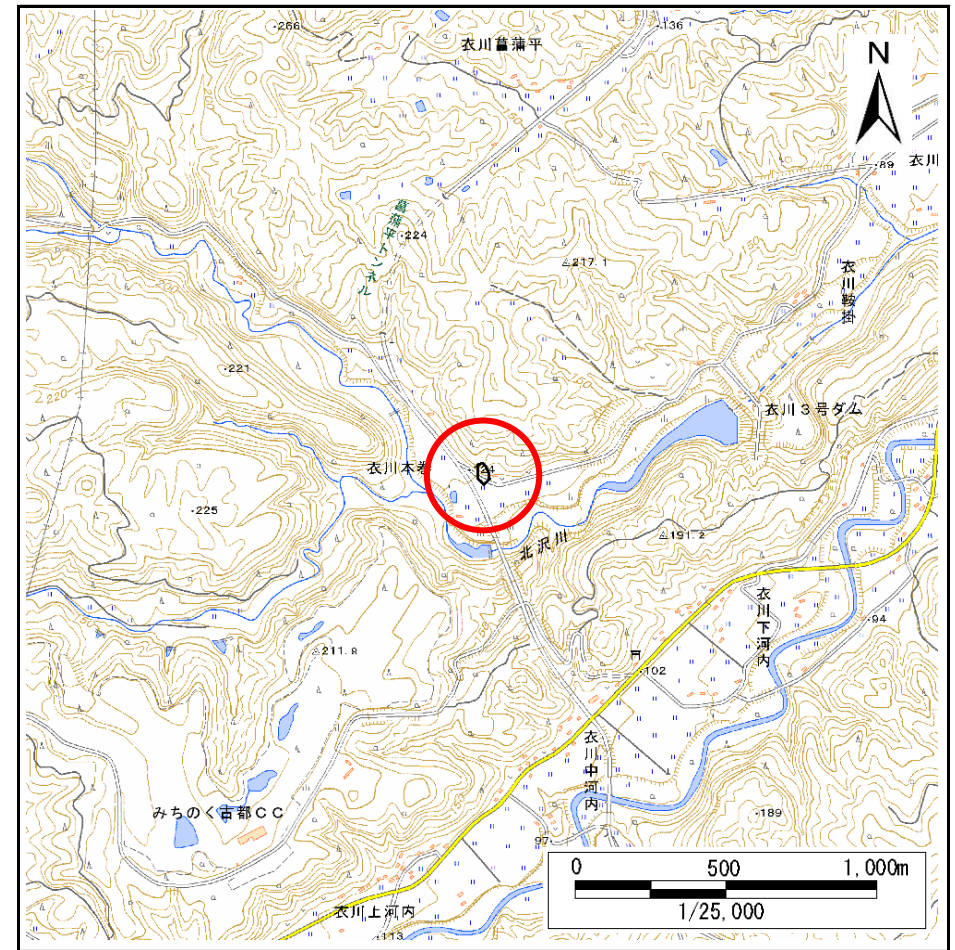 ・266
・136
衣川菖蒲平
N
・89
衣川
菖蒲平トンネル
・224
217.1
衣川鞍掛
150
100
・221
220
衣川３号ダム
衣川本巻
・225
北沢川
191.2
衣川下河内
・94
211.9
・102
衣川中河内
みちのく古都ＣＣ
・189
97・
衣川上河内
・113
0 500 1,000m
1/25,000